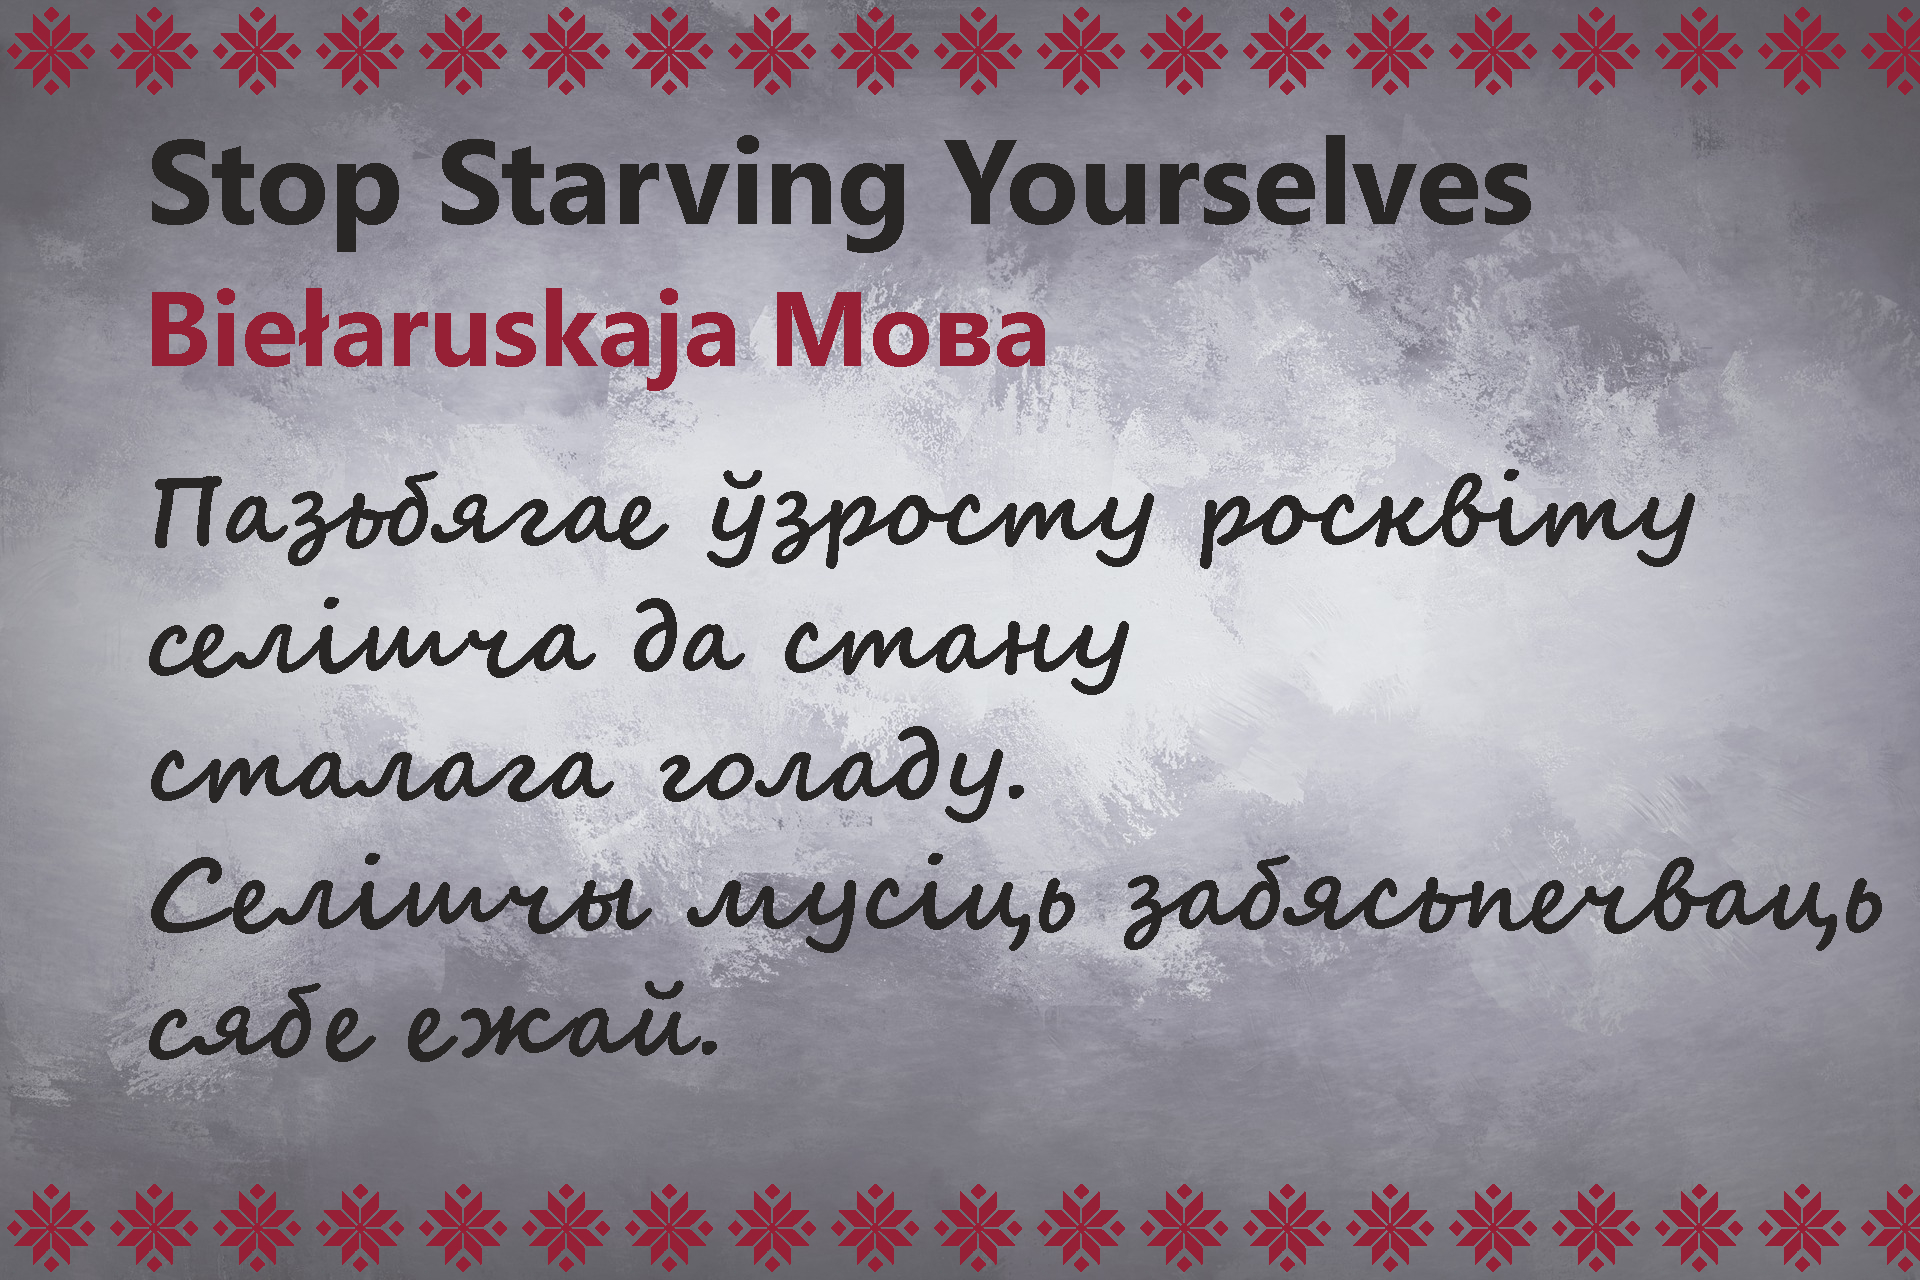 Stop Starving Yourselves
Biełaruskaja Мова
Пазьбягае ўзросту росквіту
селішча да стану
сталага голаду.
Селішчы мусіць забясьпечваць
сябе ежай.